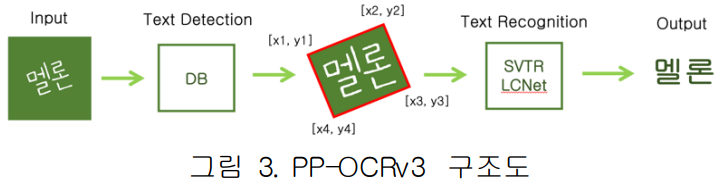 Input
Text Detection
[x2, y2]
Text Recognition
Output
[x1, y1]
멜론
DB
멜론
SVTR
LCNet
멜론
[x3, y3]
[x4, y4]
그림 3. PP-OCRv3 구조도